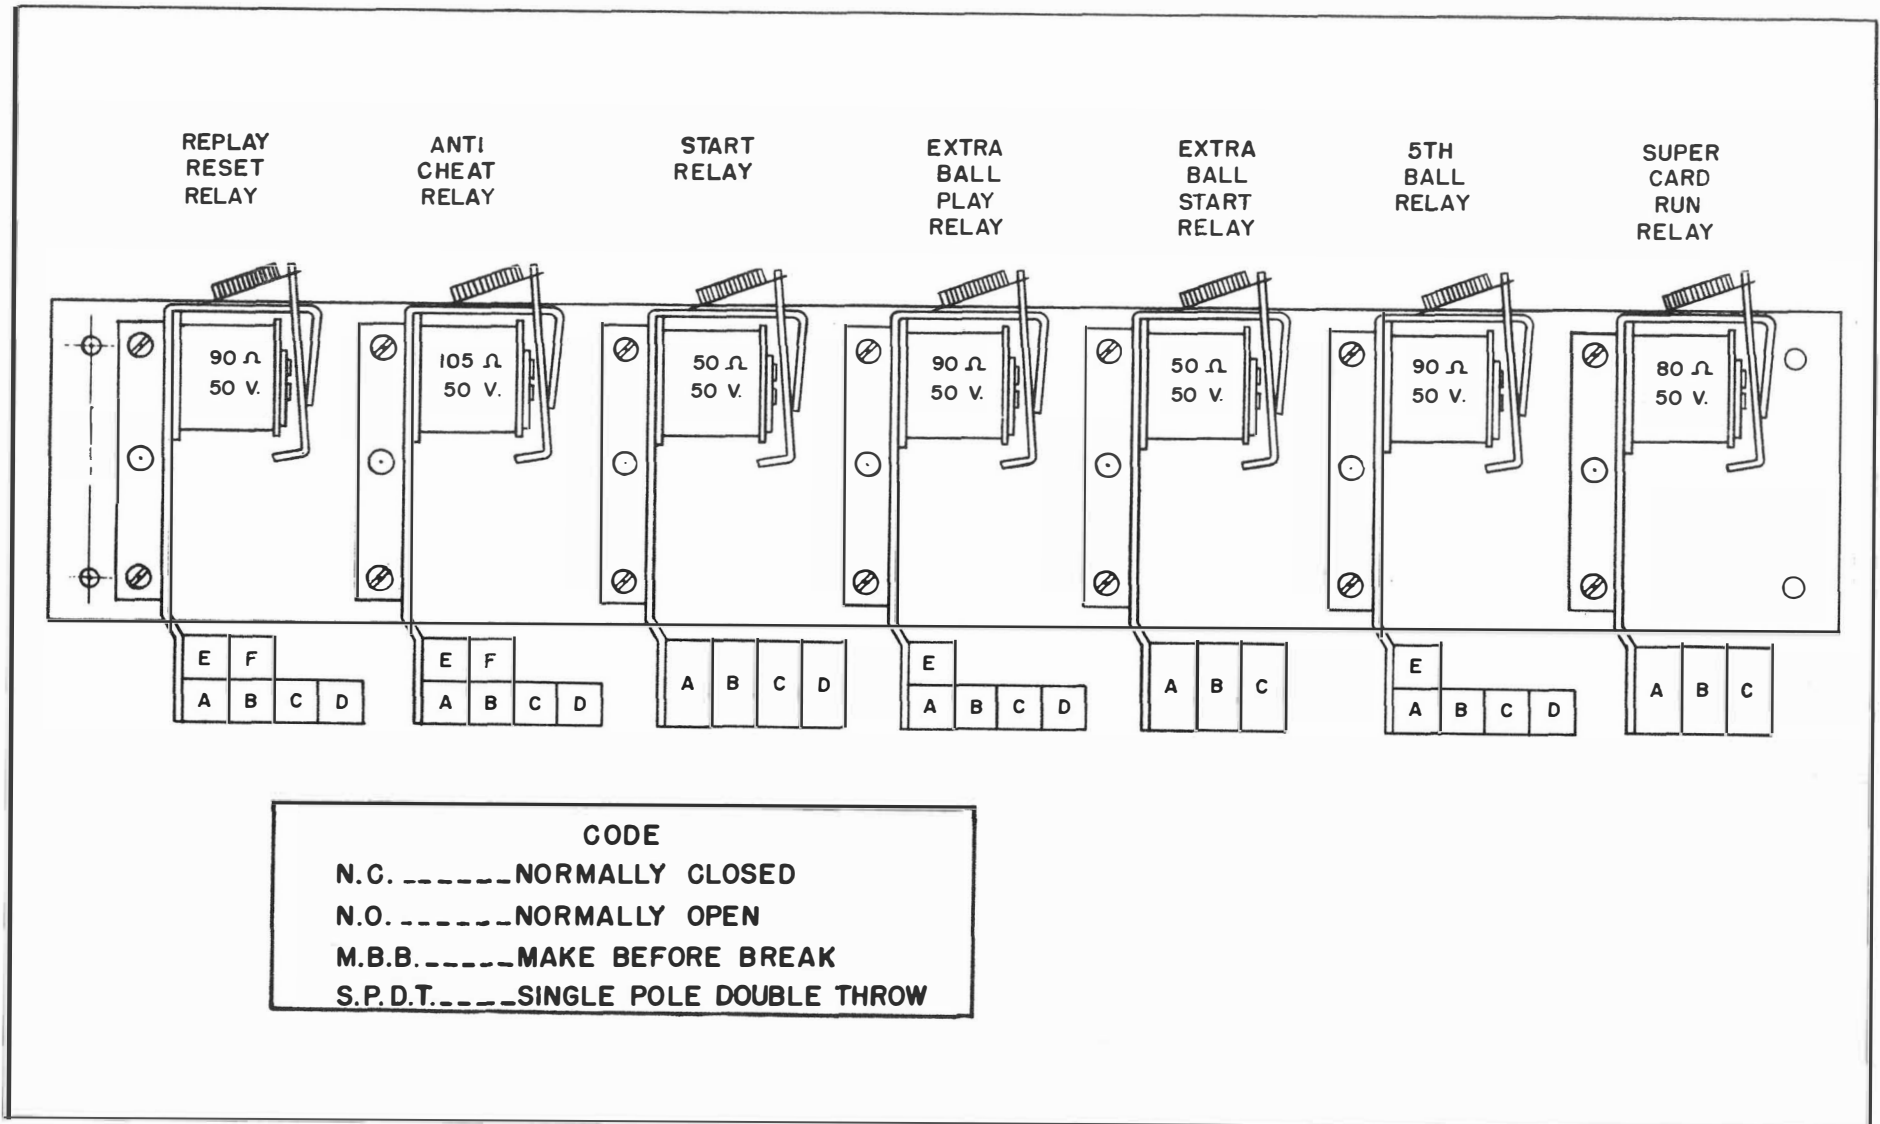 REPLAY
RESET
RELAY
ANTI
CHEAT
RELAY
START
RELAY
EXTRA
BALL
PLAY
RELAY
EXTRA
BALL
START
RELAY
5TH
BALL
RELAY
SUPER
CARD
RUN
RELAY
90 Ω
50 V.
105 Ω
50 V.
50 Ω
50 V.
90 Ω
50 V.
50 Ω
50 V.
90 Ω
50 V.
80 Ω
50 V.
E F
A B C D
E F
A B C D
A B C D
E
A B C D
A B C
E
A B C D
A B C
CODE
N.C. ------NORMALLY CLOSED
N.O. ------NORMALLY OPEN
M.B.B.-----MAKE BEFORE BREAK
S.P.D.T.----SINGLE POLE DOUBLE THROW